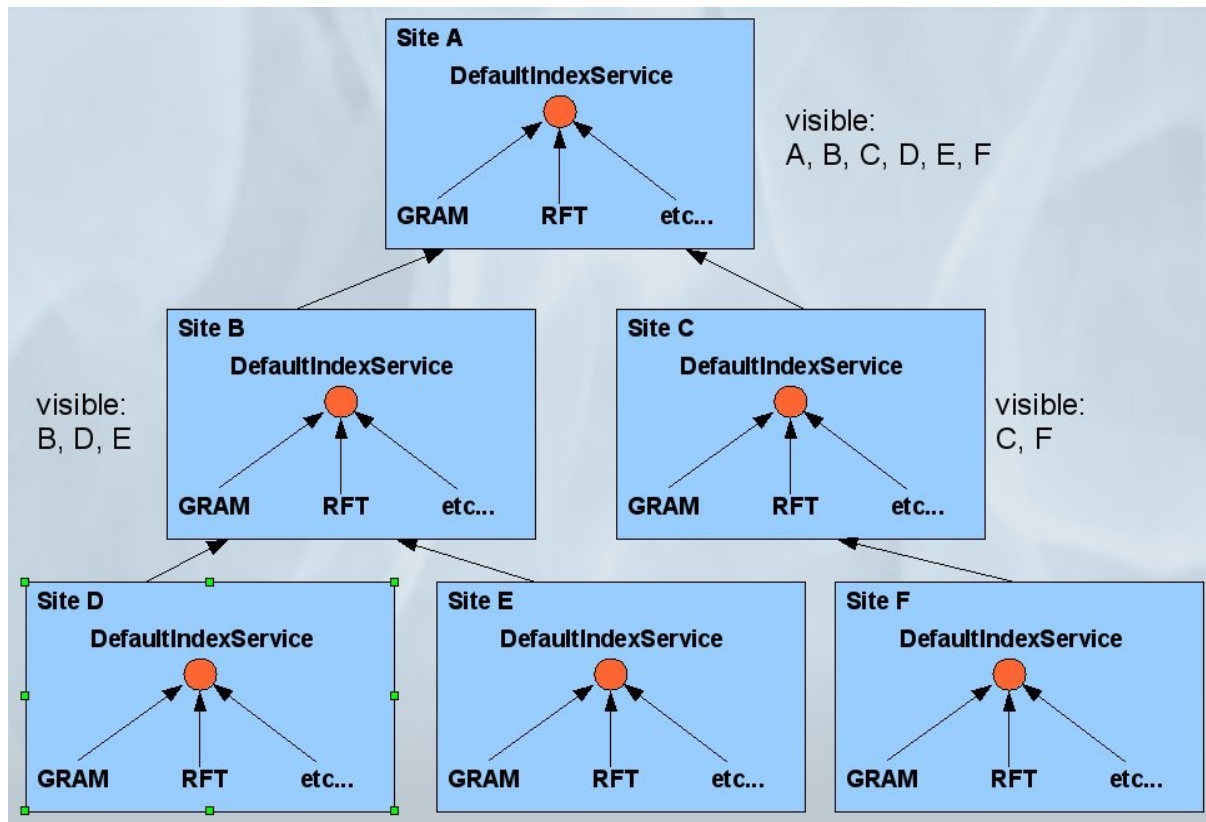 Site A
DefaultIndexService
GRAM RFT etc...
visible:
A, B, C, D, E, F
Site B
DefaultIndexService
GRAM RFT etc...
visible:
B, D, E
Site C
DefaultIndexService
GRAM RFT etc...
visible:
C, F
Site D
DefaultIndexService
GRAM RFT etc...
Site E
DefaultIndexService
GRAM RFT etc...
Site F
DefaultIndexService
GRAM RFT etc...